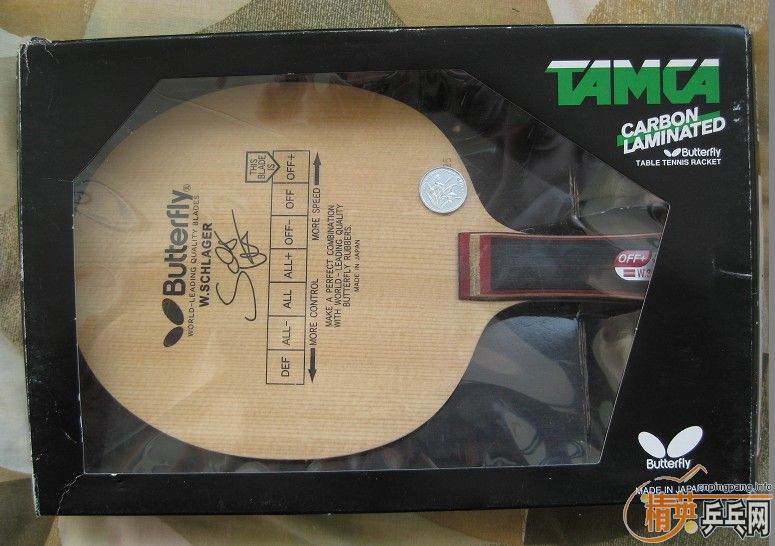 TAMCA
CARBON
LAMINATED
Butterfly
TABLE TENNIS RACKET
Butterfly®
WORLD-LEADING QUALITY BLADES
W.SCHLAGER
THIS BLADE IS
DEF ALL- ALL ALL+ OFF- OFF OFF+
MORE CONTROL MORE SPEED
MAKE A PERFECT COMBINATION
WITH WORLD-LEADING QUALITY
BUTTERFLY RUBBERS.
MADE IN JAPAN
OFF+
W.S
Butterfly
MADE IN JAPAN
cnpingpang.info
精英乒乓网